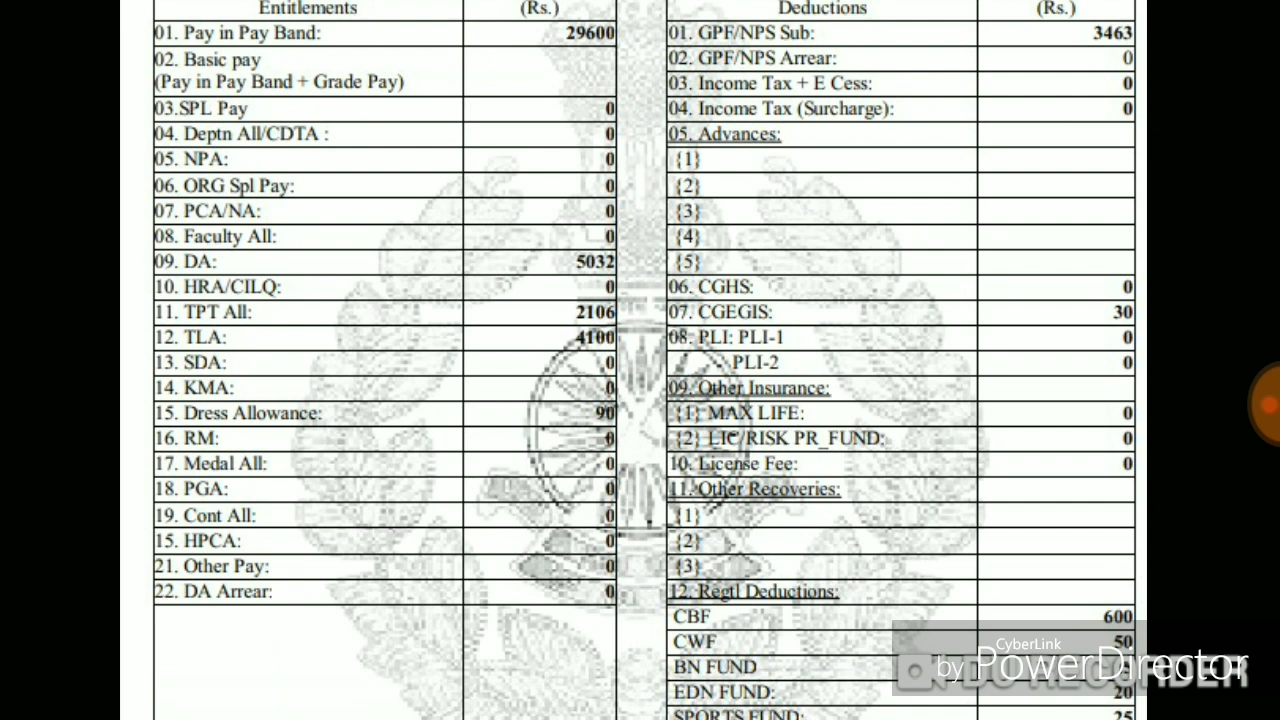 Entitlements (Rs.) Deductions (Rs.)
01. Pay in Pay Band: 29600 01. GPF/NPS Sub: 3463
02. Basic pay 02. GPF/NPS Arrear: 0
(Pay in Pay Band + Grade Pay) 03. Income Tax + E Cess: 0
03.SPL Pay 0 04. Income Tax (Surcharge): 0
04. Deptn All/CDTA : 0 05. Advances:
05. NPA: 0 {1}
06. ORG Spl Pay: 0 {2}
07. PCA/NA: 0 {3}
08. Faculty All: 0 {4}
09. DA: 5032 {5}
10. HRA/CILQ: 0 06. CGHS: 0
11. TPT All: 2106 07. CGEGIS: 30
12. TLA: 4100 08. PLI: PLI-1 0
13. SDA: 0 PLI-2 0
14. KMA: 0 09. Other Insurance:
15. Dress Allowance: 90 {1} MAX LIFE: 0
16. RM: 0 {2} LIC/RISK PR_FUND: 0
17. Medal All: 0 10. License Fee: 0
18. PGA: 0 11. Other Recoveries:
19. Cont All: 0 {1}
15. HPCA: 0 {2}
21. Other Pay: 0 {3}
22. DA Arrear: 0 12. Regtl Deductions:
CBF 600
CWF 50
BN FUND
EDN FUND: 20
SPORTS FUND: 25
CyberLink
by PowerDirector